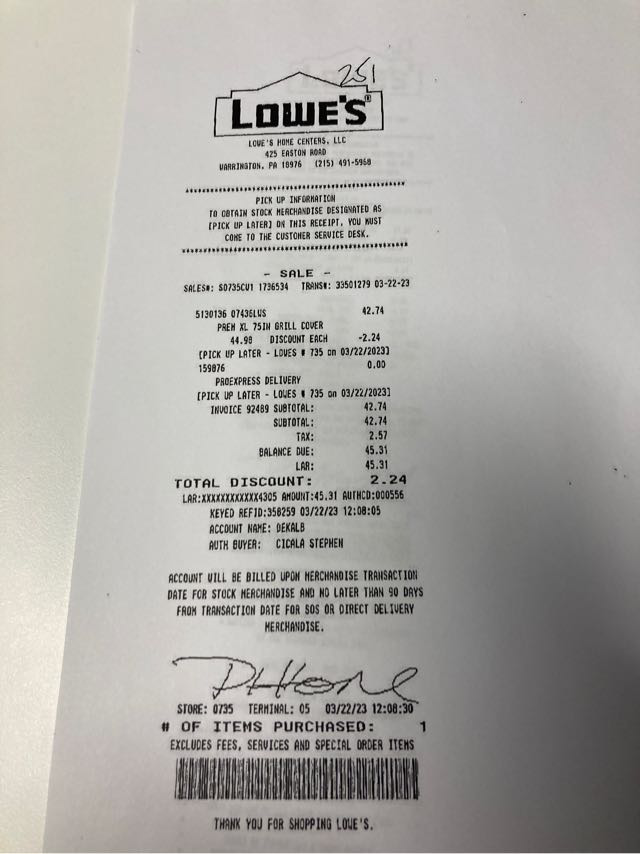 251
LOWE'S®
LOWE'S HOME CENTERS, LLC
425 EASTON ROAD
WARRINGTON, PA 18976 (215) 491-5968
****************************************************
PICK UP INFORMATION
TO OBTAIN STOCK MERCHANDISE DESIGNATED AS
[PICK UP LATER] ON THIS RECEIPT, YOU MUST
COME TO THE CUSTOMER SERVICE DESK.
****************************************************
- SALE -
SALES#: S0735CU1 1736534 TRANS#: 33501279 03-22-23
5130136 07436LWS 42.74
PREM XL 75IN GRILL COVER
44.98 DISCOUNT EACH -2.24
[PICK UP LATER - LOWES # 735 on 03/22/2023]
159876 0.00
PROEXPRESS DELIVERY
[PICK UP LATER - LOWES # 735 on 03/22/2023]
INVOICE 92489 SUBTOTAL: 42.74
SUBTOTAL: 42.74
TAX: 2.57
BALANCE DUE: 45.31
LAR: 45.31
TOTAL DISCOUNT: 2.24
LAR:XXXXXXXXXXXX4305 AMOUNT:45.31 AUTHCD:000556
KEYED REFID:358259 03/22/23 12:08:05
ACCOUNT NAME: DEKALB
AUTH BUYER: CICALA STEPHEN
ACCOUNT WILL BE BILLED UPON MERCHANDISE TRANSACTION
DATE FOR STOCK MERCHANDISE AND NO LATER THAN 90 DAYS
FROM TRANSACTION DATE FOR SOS OR DIRECT DELIVERY
MERCHANDISE.
STORE: 0735 TERMINAL: 05 03/22/23 12:08:30
# OF ITEMS PURCHASED: 1
EXCLUDES FEES, SERVICES AND SPECIAL ORDER ITEMS
THANK YOU FOR SHOPPING LOWE'S.